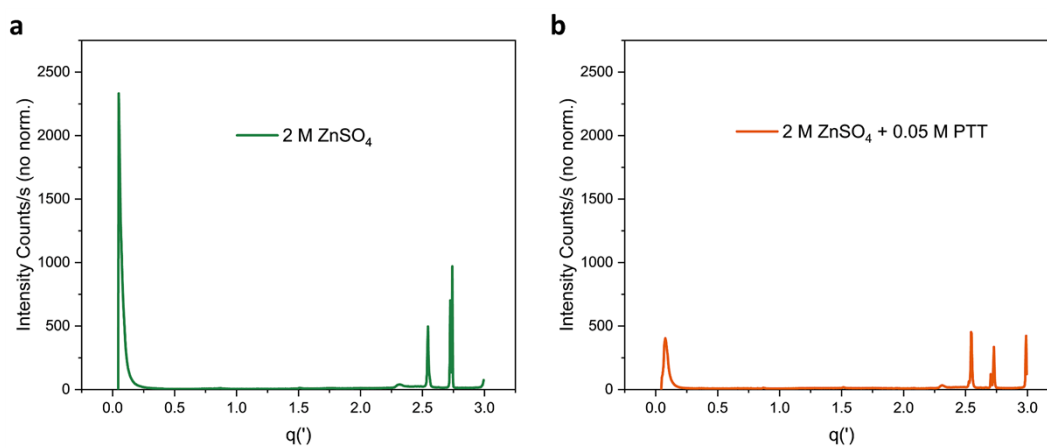 a
2500
2000
1500
1000
500
0
Intensity Counts/s (no norm.)
2 M ZnSO4
0.0 0.5 1.0 1.5 2.0 2.5 3.0
q(')
b
2500
2000
1500
1000
500
0
Intensity Counts/s (no norm.)
2 M ZnSO4 + 0.05 M PTT
0.0 0.5 1.0 1.5 2.0 2.5 3.0
q(')